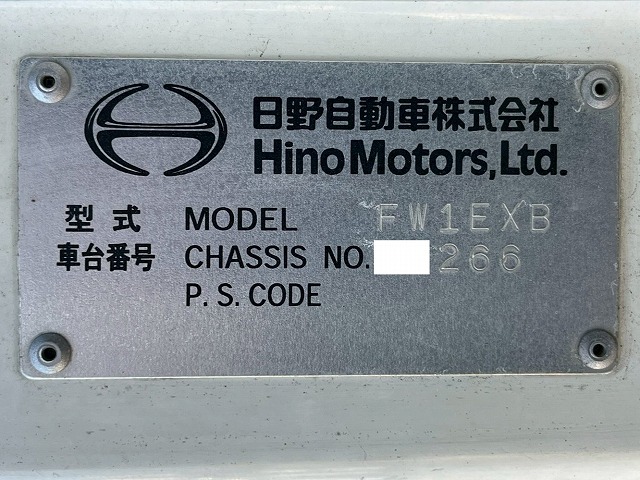 日野自動車株式会社
Hino Motors, Ltd.
型式 MODEL FW1EXB
車台番号 CHASSIS NO. 266
P. S. CODE